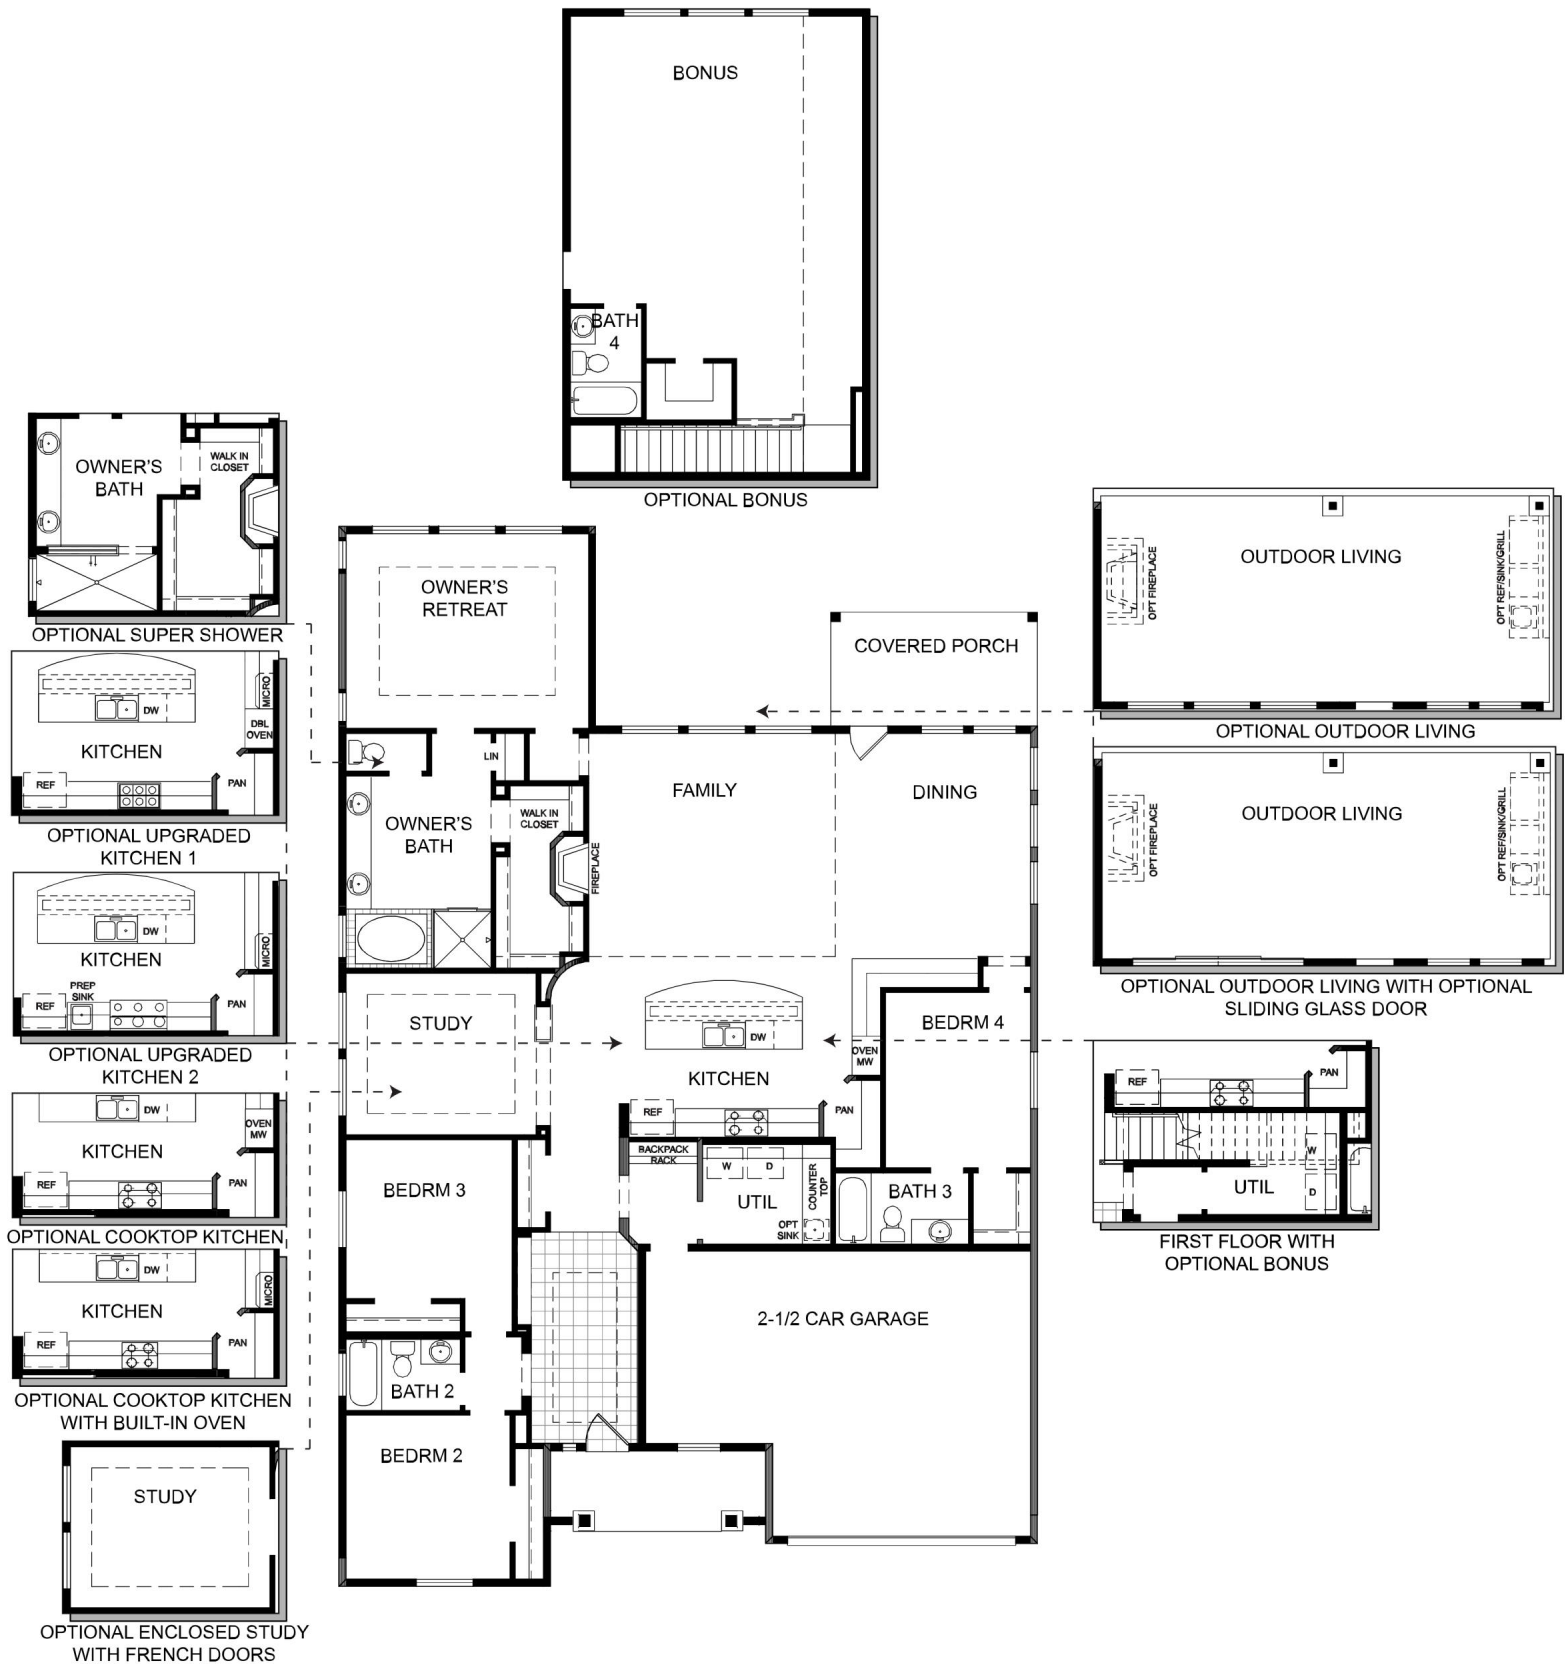 BONUS
BATH
4
OPTIONAL BONUS
OWNER'S
BATH
WALK IN
CLOSET
OPTIONAL SUPER SHOWER
MICRO
DW
DBL
OVEN
KITCHEN
REF
PAN
OPTIONAL UPGRADED
KITCHEN 1
DW
MICRO
KITCHEN
PREP
SINK
REF
PAN
OPTIONAL UPGRADED
KITCHEN 2
DW
OVEN
MW
KITCHEN
REF
PAN
OPTIONAL COOKTOP KITCHEN
DW
MICRO
KITCHEN
REF
PAN
OPTIONAL COOKTOP KITCHEN
WITH BUILT-IN OVEN
STUDY
OPTIONAL ENCLOSED STUDY
WITH FRENCH DOORS
OWNER'S
RETREAT
COVERED PORCH
LIN
FAMILY
DINING
OWNER'S
BATH
WALK IN
CLOSET
FIREPLACE
STUDY
BEDRM 4
DW
OVEN
MW
KITCHEN
REF
PAN
BACKPACK
RACK
W
D
COUNTER
TOP
UTIL
OPT
SINK
BATH 3
BEDRM 3
2-1/2 CAR GARAGE
BATH 2
BEDRM 2
OUTDOOR LIVING
OPT FIREPLACE
OPT REF/SINK/GRILL
OPTIONAL OUTDOOR LIVING
OUTDOOR LIVING
OPT FIREPLACE
OPT REF/SINK/GRILL
OPTIONAL OUTDOOR LIVING WITH OPTIONAL
SLIDING GLASS DOOR
REF
PAN
W
UTIL
D
FIRST FLOOR WITH
OPTIONAL BONUS